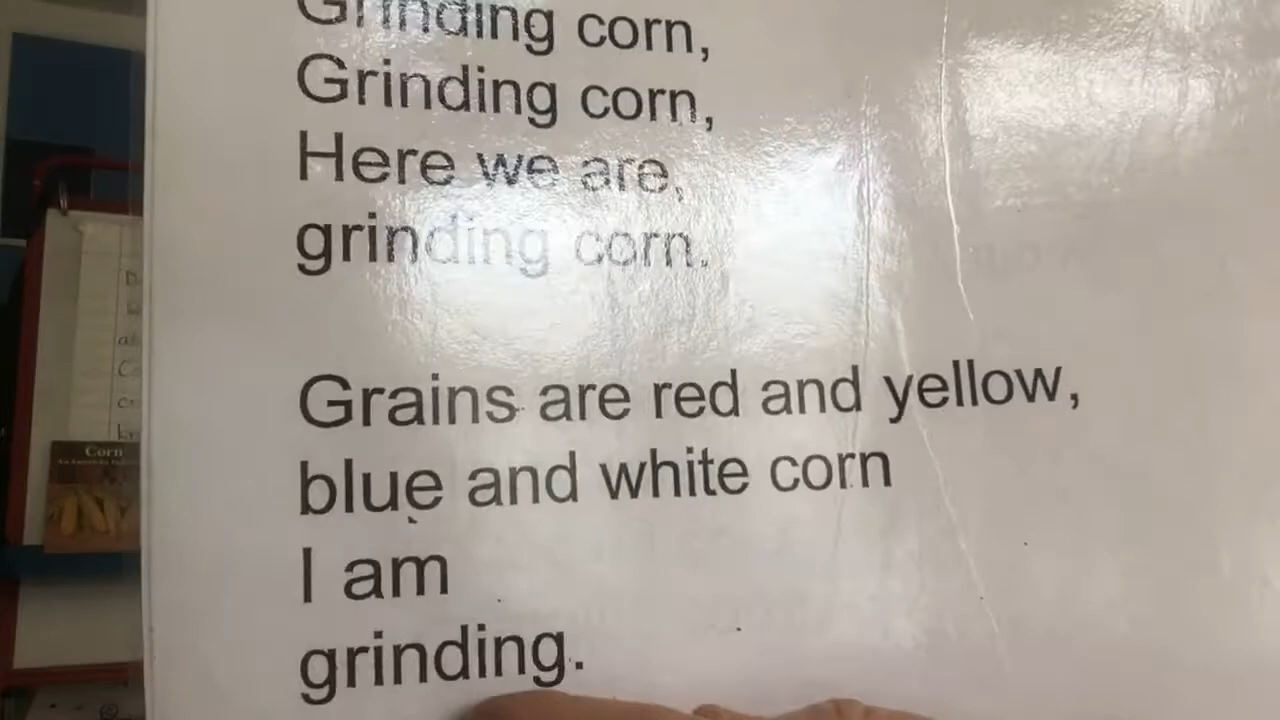 Grinding corn,
Grinding corn,
Here we are,
grinding corn.
Grains are red and yellow,
blue and white corn
I am
grinding.
Corn